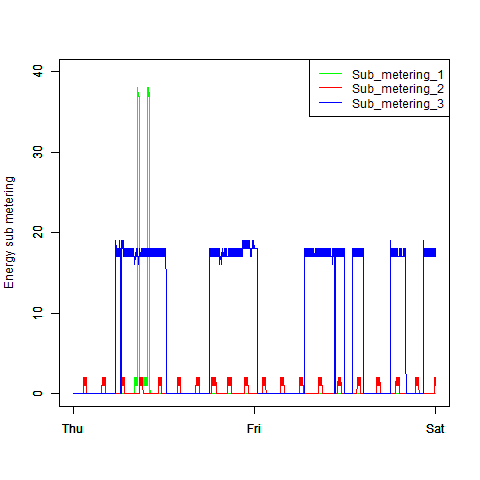 40
30
20
10
0
Energy sub metering
Sub_metering_1
Sub_metering_2
Sub_metering_3
Thu Fri Sat